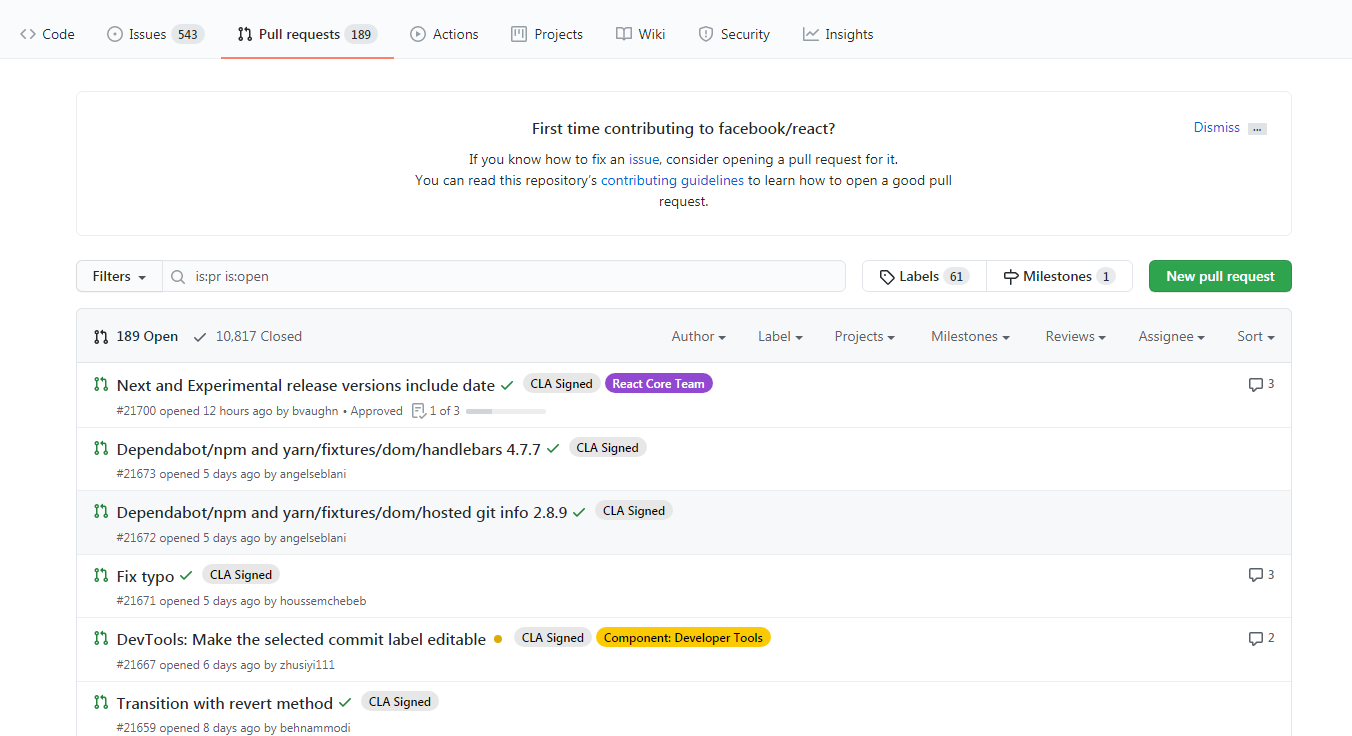 Code Issues 543 Pull requests 189 Actions Projects Wiki Security Insights
First time contributing to facebook/react?
Dismiss ...
If you know how to fix an issue, consider opening a pull request for it.
You can read this repository's contributing guidelines to learn how to open a good pull
request.
Filters is:pr is:open Labels 61 Milestones 1 New pull request
189 Open 10,817 Closed Author Label Projects Milestones Reviews Assignee Sort
Next and Experimental release versions include date CLA Signed React Core Team 3
#21700 opened 12 hours ago by bvaughn • Approved 1 of 3
Dependabot/npm and yarn/fixtures/dom/handlebars 4.7.7 CLA Signed
#21673 opened 5 days ago by angelseblani
Dependabot/npm and yarn/fixtures/dom/hosted git info 2.8.9 CLA Signed
#21672 opened 5 days ago by angelseblani
Fix typo CLA Signed 3
#21671 opened 5 days ago by houssemchebeb
DevTools: Make the selected commit label editable CLA Signed Component: Developer Tools 2
#21667 opened 6 days ago by zhusiyi111
Transition with revert method CLA Signed
#21659 opened 8 days ago by behnammodi